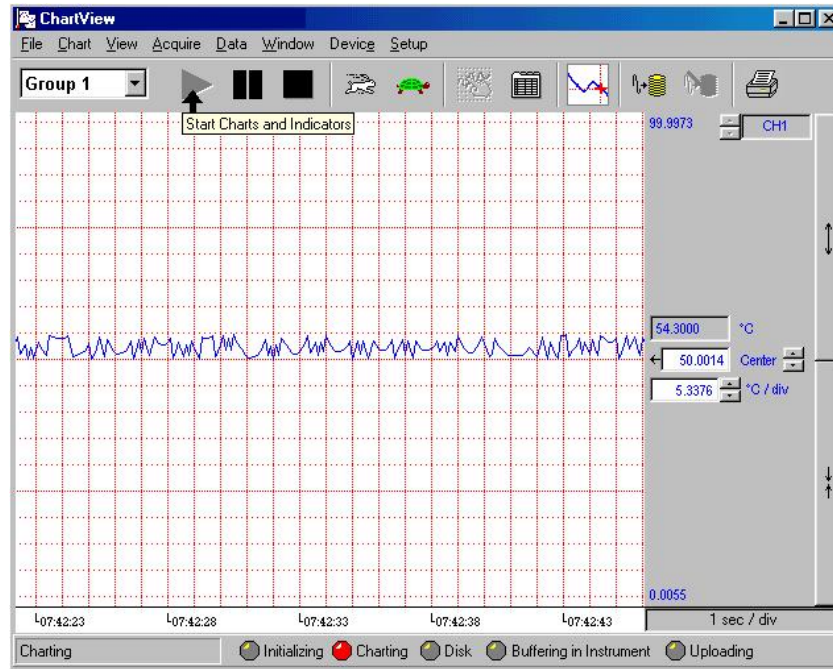 ChartView
File Chart View Acquire Data Window Device Setup
Group 1
Start Charts and Indicators
99.9973 CH1
54.3000 °C
50.0014 Center
5.3376 °C / div
0.0055
07:42:23 07:42:28 07:42:33 07:42:38 07:42:43 1 sec / div
Charting Initializing Charting Disk Buffering in Instrument Uploading